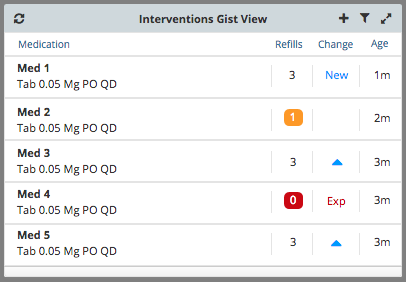 Interventions Gist View
Medication Refills Change Age
Med 1
Tab 0.05 Mg PO QD 3 New 1m
Med 2
Tab 0.05 Mg PO QD 1 2m
Med 3
Tab 0.05 Mg PO QD 3 3m
Med 4
Tab 0.05 Mg PO QD 0 Exp 3m
Med 5
Tab 0.05 Mg PO QD 3 3m